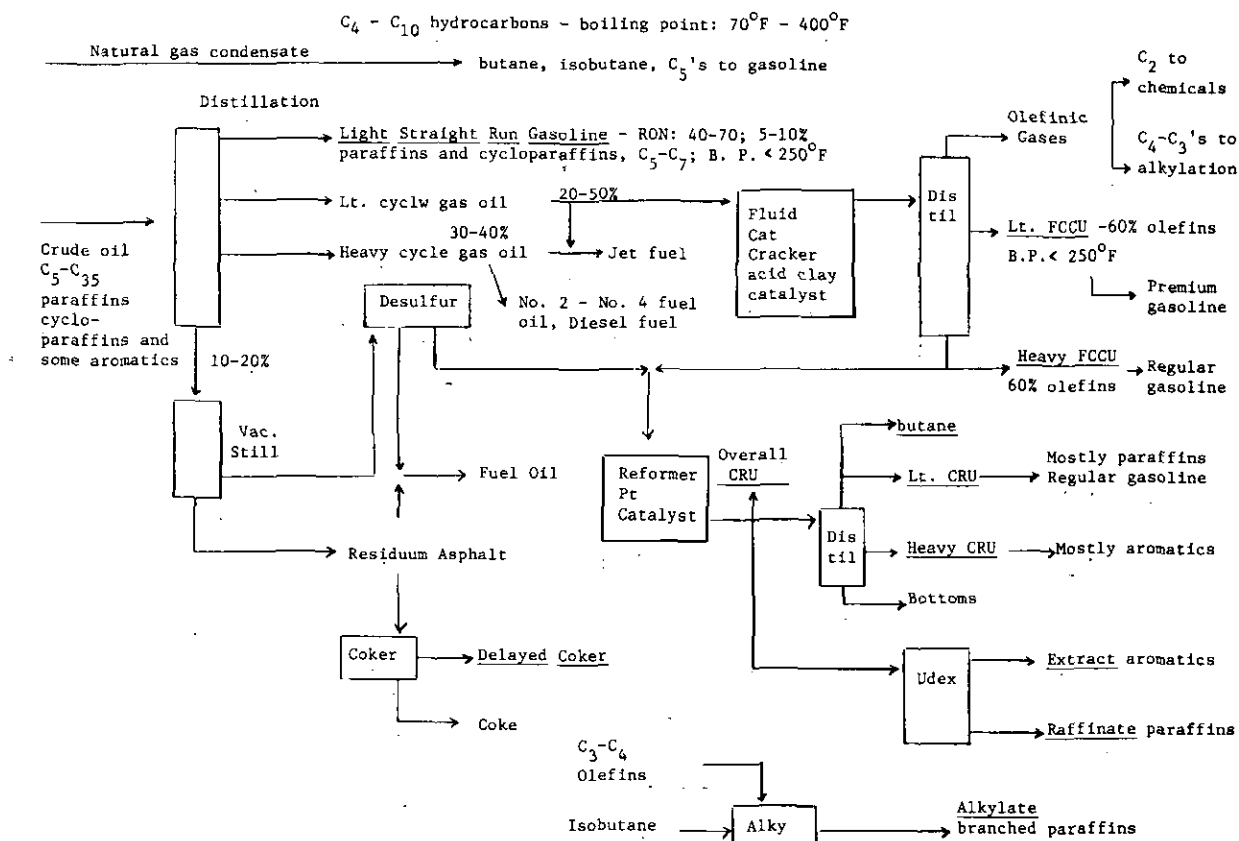 C4 – C10 hydrocarbons – boiling point: 70°F – 400°F
Natural gas condensate
butane, isobutane, C5's to gasoline
C2 to
chemicals
Distillation
Olefinic
Gases
C4-C3's to
alkylation
Light Straight Run Gasoline - RON: 40-70; 5-10%
paraffins and cycloparaffins, C5-C7; B. P. < 250°F
Lt. cyclw gas oil
20-50%
Fluid
Cat
Cracker
acid clay
catalyst
Dis
til
Lt. FCCU -60% olefins
B.P.< 250°F
Premium
gasoline
Crude oil
C5-C35
paraffins
cyclo-
paraffins and
some aromatics
30-40%
Heavy cycle gas oil
Jet fuel
Desulfur
No. 2 - No. 4 fuel
oil, Diesel fuel
10-20%
Heavy FCCU
60% olefins
Regular
gasoline
Vac.
Still
butane
Fuel Oil
Reformer
Pt
Catalyst
Overall
CRU
Lt. CRU
Mostly paraffins
Regular gasoline
Dis
til
Heavy CRU
Mostly aromatics
Residuum Asphalt
Bottoms
Coker
Delayed Coker
Udex
Extract aromatics
Coke
Raffinate paraffins
C3-C4
Olefins
Isobutane
Alky
Alkylate
branched paraffins